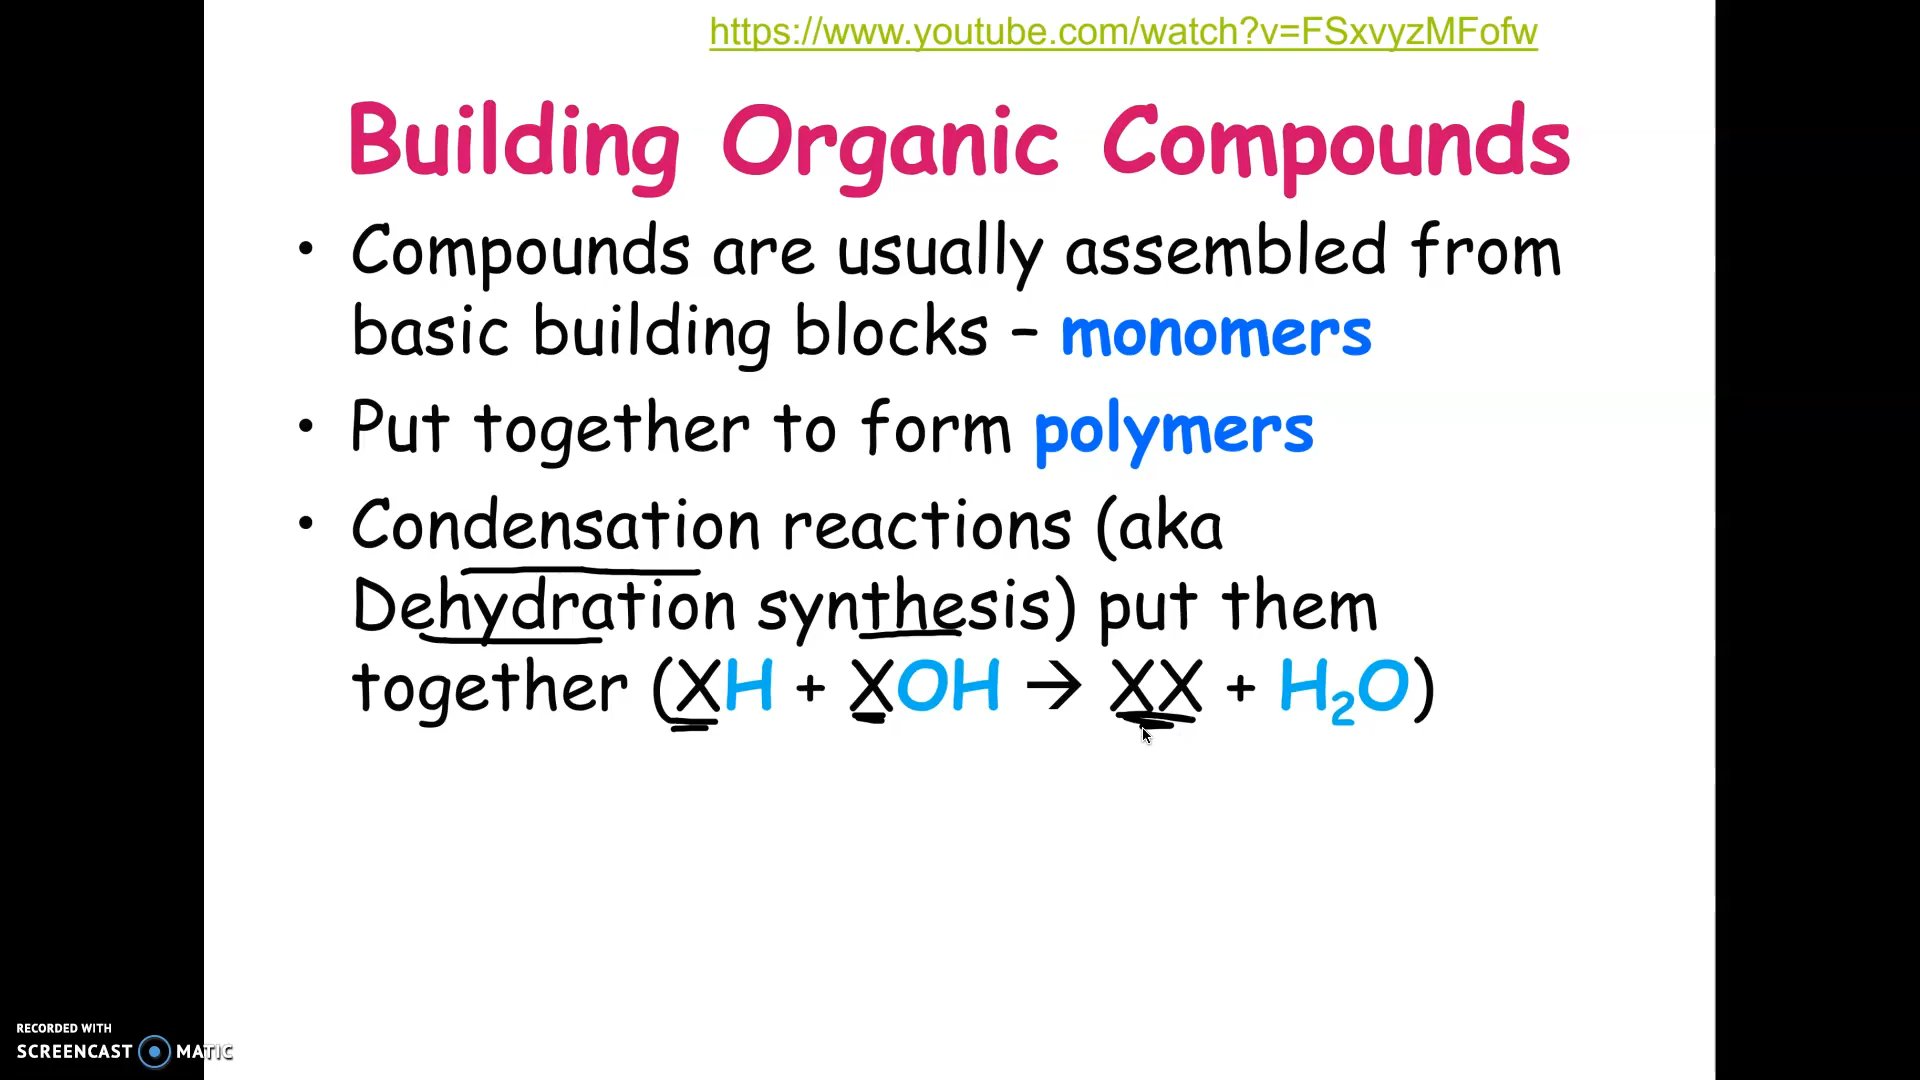 https://www.youtube.com/watch?v=FSxvyzMFofw
Building Organic Compounds
• Compounds are usually assembled from
basic building blocks – monomers
• Put together to form polymers
• Condensation reactions (aka
Dehydration synthesis) put them
together (XH + XOH → XX + H₂O)
RECORDED WITH
SCREENCAST MATIC